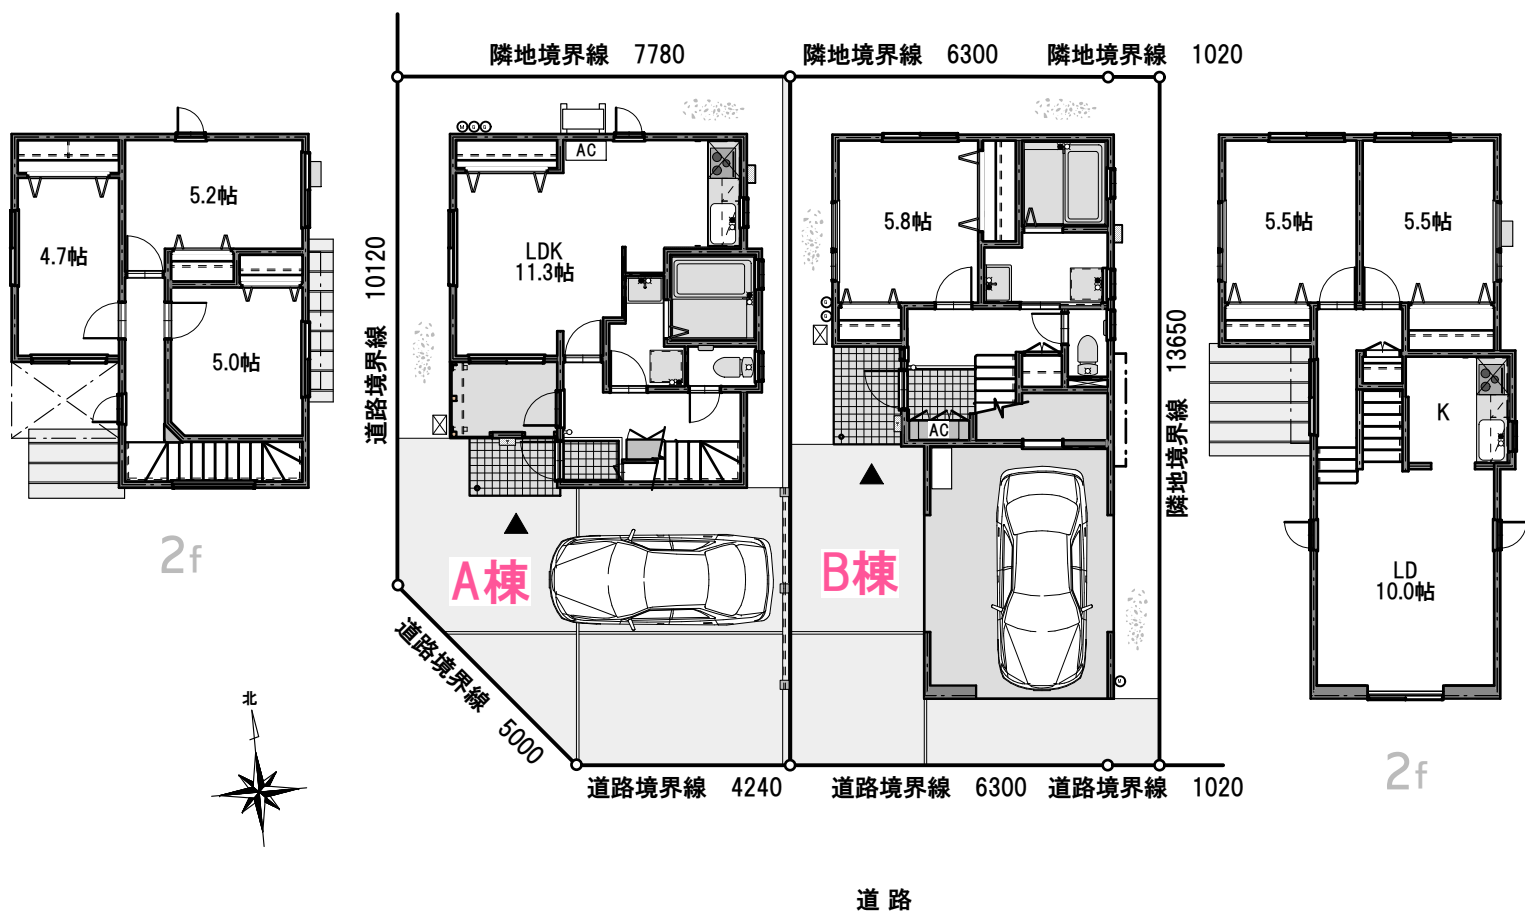 隣地境界線 7780
隣地境界線 6300
隣地境界線 1020
道路境界線 10120
隣地境界線 13650
道路境界線 5000
道路境界線 4240
道路境界線 6300
道路境界線 1020
4.7帖
5.2帖
5.0帖
2f
AC
LDK
11.3帖
A棟
5.8帖
AC
B棟
5.5帖
5.5帖
K
LD
10.0帖
2f
北
道路